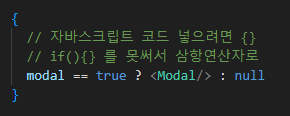 {
// 자바스크립트 코드 넣으려면 {}
// if(){} 를 못써서 삼항연산자로
modal == true ? <Modal/> : null
}